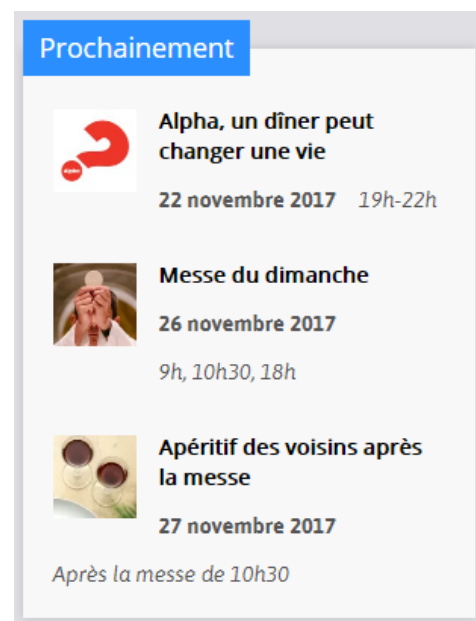 Prochainement
Alpha, un dîner peut
changer une vie
22 novembre 2017 19h-22h
Messe du dimanche
26 novembre 2017
9h, 10h30, 18h
Apéritif des voisins après
la messe
27 novembre 2017
Après la messe de 10h30